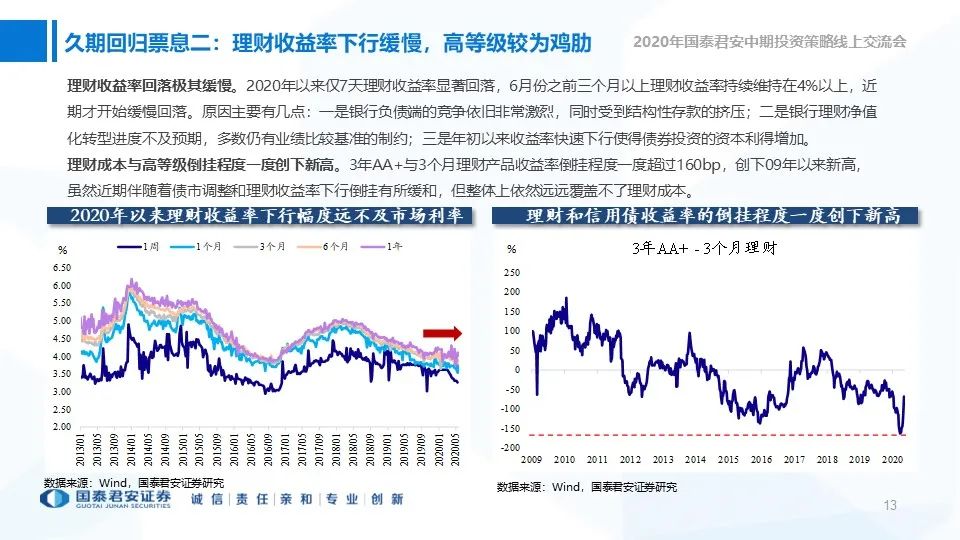 久期回归票息二：理财收益率下行缓慢，高等级较为鸡肋
2020年国泰君安中期投资策略线上交流会
理财收益率回落极其缓慢。2020年以来仅7天理财收益率显著回落，6月份之前三个月以上理财收益率持续维持在4%以上，近
期才开始缓慢回落。原因主要有几点：一是银行负债端的竞争依旧非常激烈，同时受到结构性存款的挤压；二是银行理财净值
化转型进度不及预期，多数仍有业绩比较基准的制约；三是年初以来收益率快速下行使得债券投资的资本利得增加。
理财成本与高等级倒挂程度一度创下新高。3年AA+与3个月理财产品收益率倒挂程度一度超过160bp，创下09年以来新高，
虽然近期伴随着债市调整和理财收益率下行倒挂有所缓和，但整体上依然远远覆盖不了理财成本。
2020年以来理财收益率下行幅度远不及市场利率
%
1周 1个月 3个月 6个月 1年
6.50
6.00
5.50
5.00
4.50
4.00
3.50
3.00
2.50
2.00
2013/01 2013/05 2013/09 2014/01 2014/05 2014/09 2015/01 2015/05 2015/09 2016/01 2016/05 2016/09 2017/01 2017/05 2017/09 2018/01 2018/05 2018/09 2019/01 2019/05 2019/09 2020/01 2020/05
数据来源：Wind，国泰君安证券研究
理财和信用债收益率的倒挂程度一度创下新高
%
3年AA+ - 3个月理财
250
200
150
100
50
0
-50
-100
-150
-200
2009 2010 2011 2012 2013 2014 2015 2016 2017 2018 2019 2020
数据来源：Wind，国泰君安证券研究
国泰君安证券
GUOTAI JUNAN SECURITIES
诚信|责任|亲和|专业|创新
13